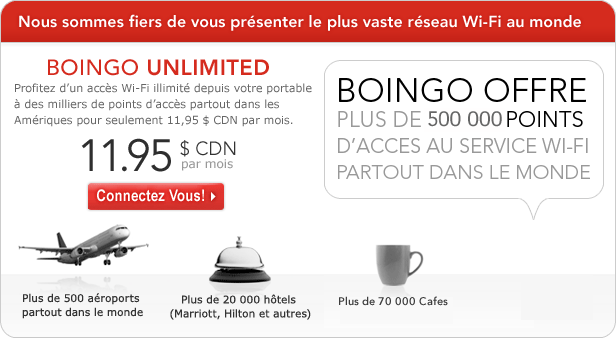 Nous sommes fiers de vous présenter le plus vaste réseau Wi-Fi au monde
BOINGO UNLIMITED
Profitez d'un accès Wi-Fi illimité depuis votre portable
à des milliers de points d'accès partout dans les
Amériques pour seulement 11,95 $ CDN par mois.
11.95 $ CDN
par mois
Connectez Vous!
BOINGO OFFRE
PLUS DE 500 000 POINTS
D'ACCES AU SERVICE WI-FI
PARTOUT DANS LE MONDE
Plus de 500 aéroports
partout dans le monde
Plus de 20 000 hôtels
(Marriott, Hilton et autres)
Plus de 70 000 Cafes